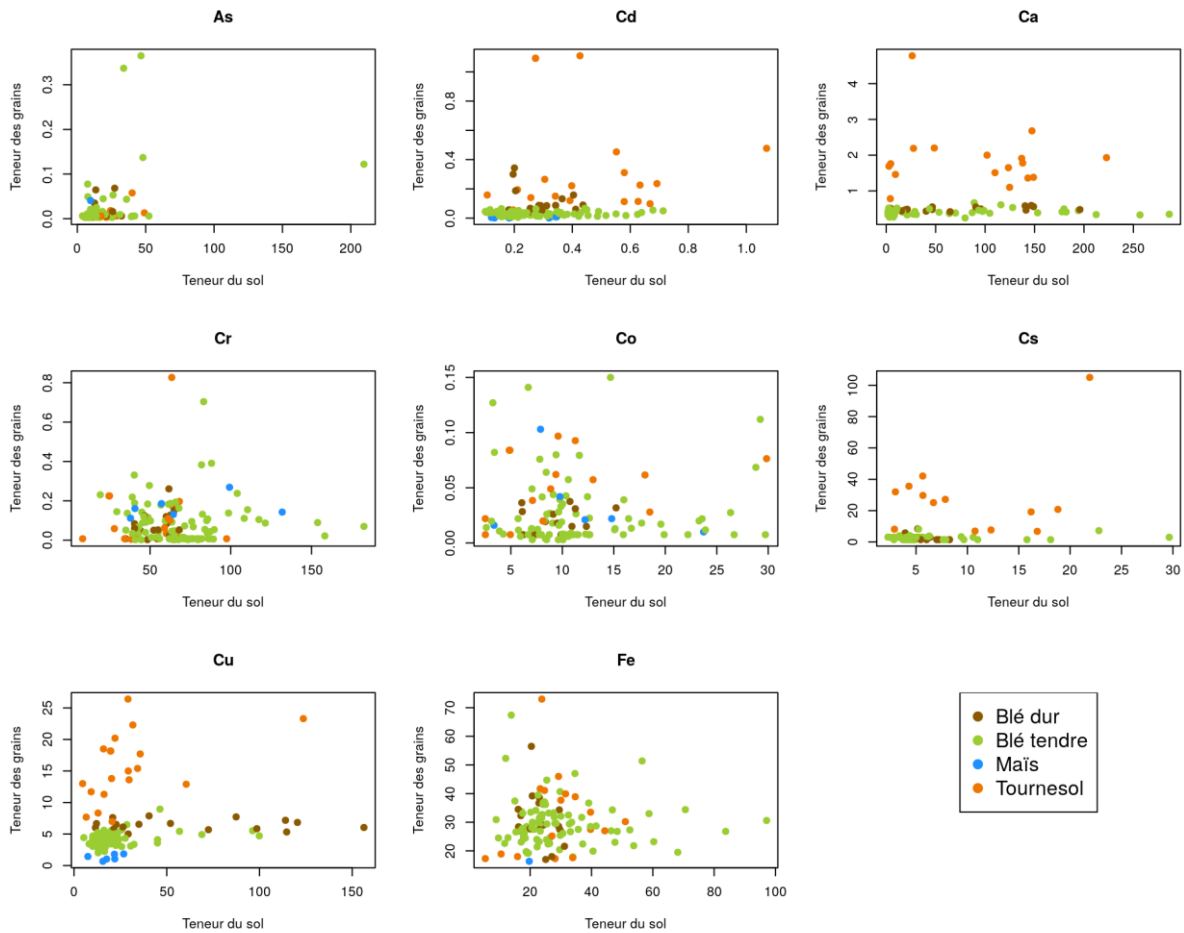 As
Teneur des grains
0.0 0.1 0.2 0.3
0 50 100 150 200
Teneur du sol
Cd
Teneur des grains
0.0 0.4 0.8
0.2 0.4 0.6 0.8 1.0
Teneur du sol
Ca
Teneur des grains
1 2 3 4
0 50 100 150 200 250
Teneur du sol
Cr
Teneur des grains
0.0 0.2 0.4 0.6 0.8
50 100 150
Teneur du sol
Co
Teneur des grains
0.00 0.05 0.10 0.15
5 10 15 20 25 30
Teneur du sol
Cs
Teneur des grains
0 20 40 60 80 100
5 10 15 20 25 30
Teneur du sol
Cu
Teneur des grains
0 5 10 15 20 25
0 50 100 150
Teneur du sol
Fe
Teneur des grains
20 30 40 50 60 70
20 40 60 80 100
Teneur du sol
Blé dur
Blé tendre
Maïs
Tournesol